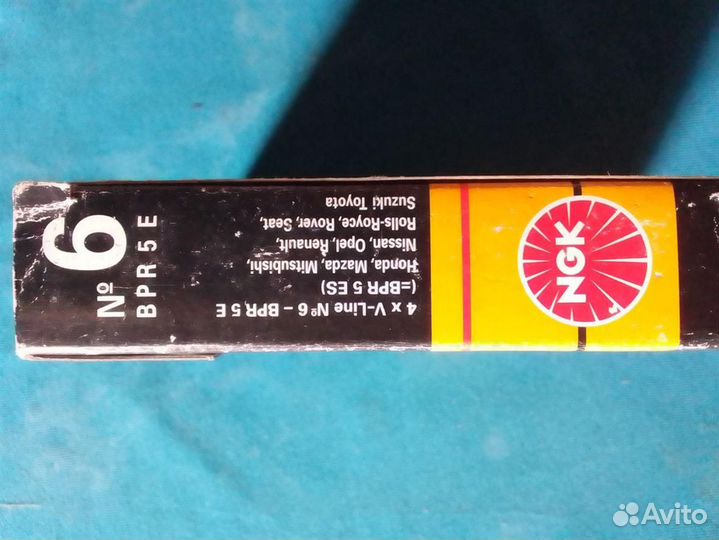 Nº 6
BPR 5 E
4 x V-Line Nº 6 – BPR 5 E
(=BPR 5 ES)
Honda, Mazda, Mitsubishi,
Nissan, Opel, Renault,
Rolls-Royce, Rover, Seat,
Suzuki Toyota
NGK
Avito